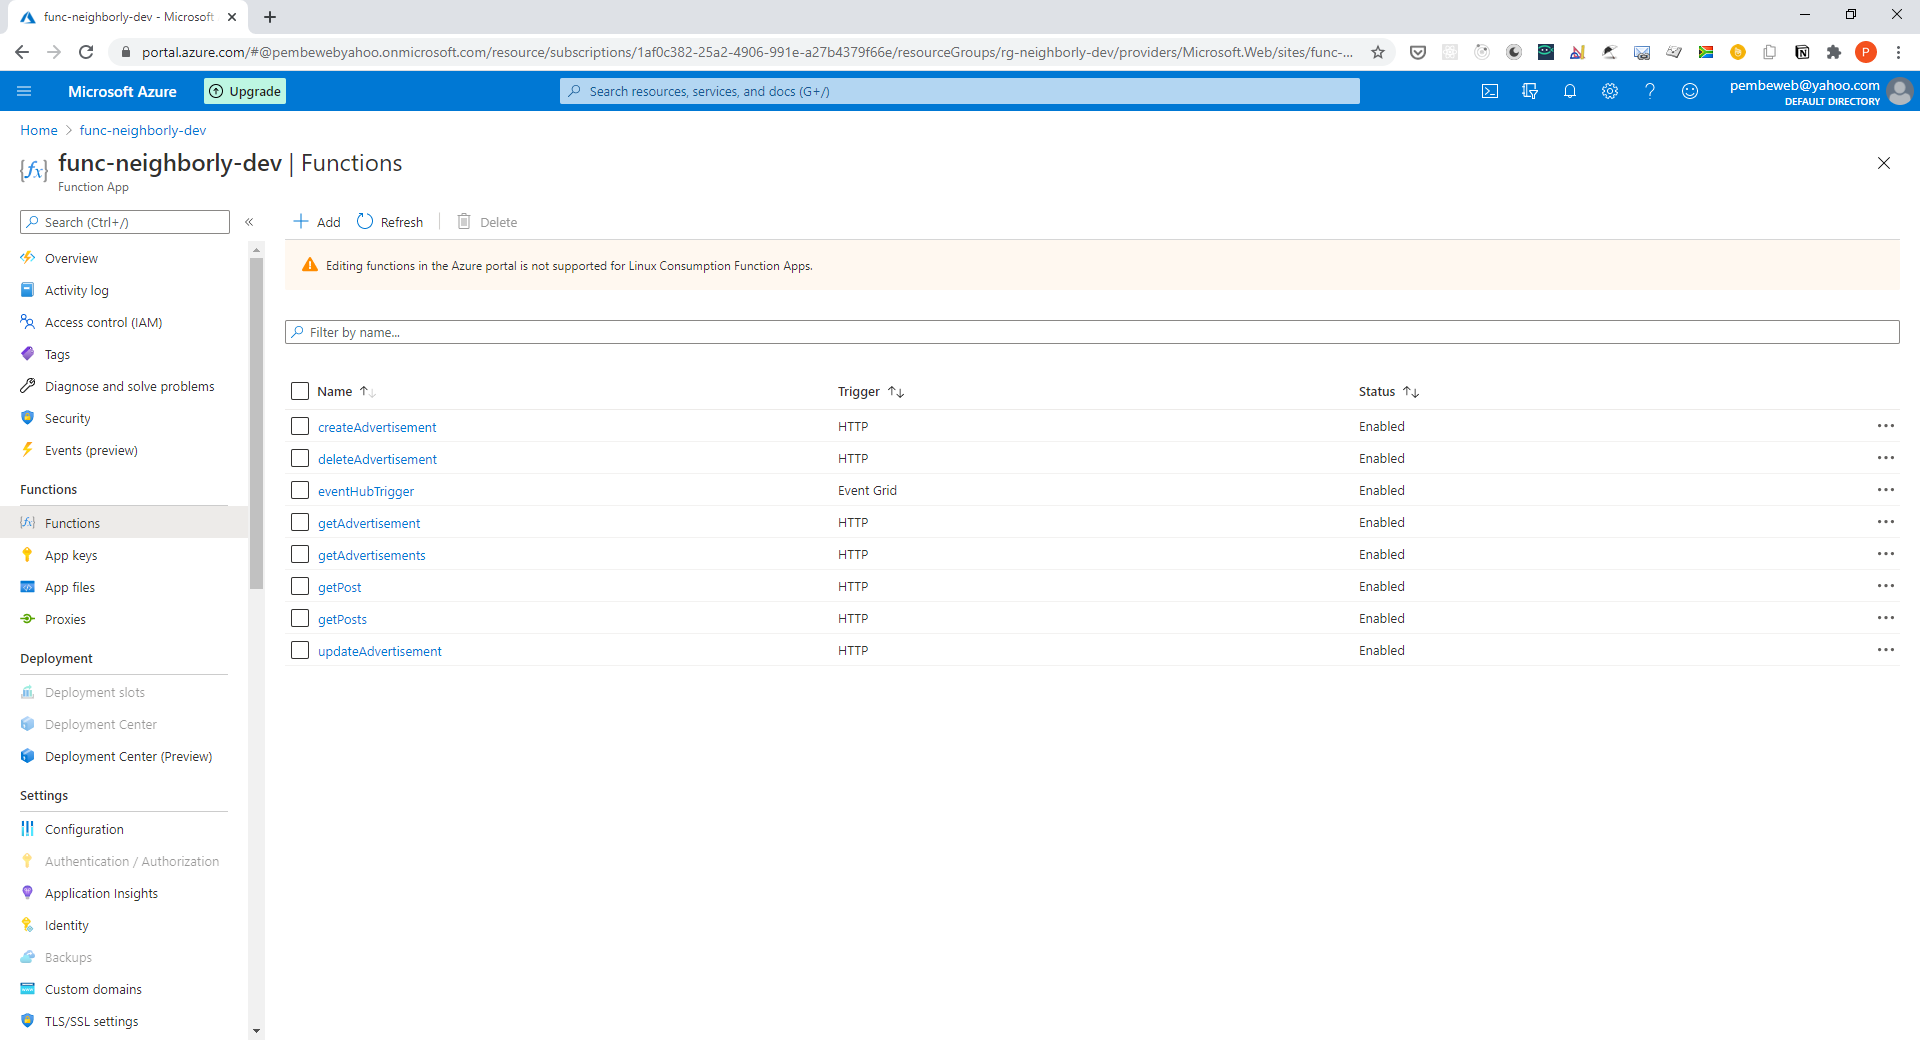 func-neighborly-dev - Microsoft
portal.azure.com/#@pembewebyahoo.onmicrosoft.com/resource/subscriptions/1af0c382-25a2-4906-991e-a27b4379f66e/resourceGroups/rg-neighborly-dev/providers/Microsoft.Web/sites/func-...
P
Microsoft Azure
Upgrade
Search resources, services, and docs (G+/)
pembeweb@yahoo.com
DEFAULT DIRECTORY
Home > func-neighborly-dev
func-neighborly-dev | Functions
Function App
Search (Ctrl+/)
«
Overview
Activity log
Access control (IAM)
Tags
Diagnose and solve problems
Security
Events (preview)
Functions
Functions
App keys
App files
Proxies
Deployment
Deployment slots
Deployment Center
Deployment Center (Preview)
Settings
Configuration
Authentication / Authorization
Application Insights
Identity
Backups
Custom domains
TLS/SSL settings
Add Refresh Delete
Editing functions in the Azure portal is not supported for Linux Consumption Function Apps.
Filter by name...
Name Trigger Status
createAdvertisement HTTP Enabled
deleteAdvertisement HTTP Enabled
eventHubTrigger Event Grid Enabled
getAdvertisement HTTP Enabled
getAdvertisements HTTP Enabled
getPost HTTP Enabled
getPosts HTTP Enabled
updateAdvertisement HTTP Enabled